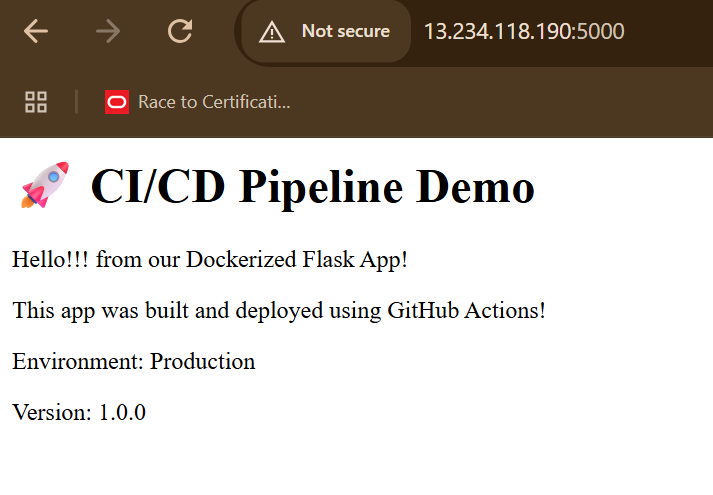 Not secure 13.234.118.190:5000
Race to Certificati...
🚀 CI/CD Pipeline Demo
Hello!!! from our Dockerized Flask App!
This app was built and deployed using GitHub Actions!
Environment: Production
Version: 1.0.0